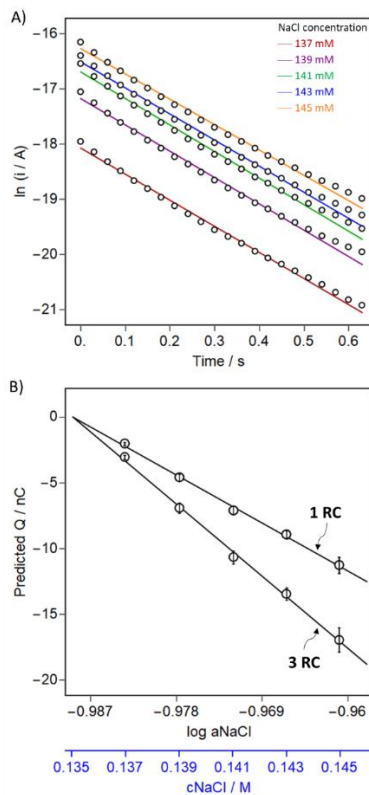 A)
NaCl concentration
137 mM
139 mM
141 mM
143 mM
145 mM
ln (i / A)
−16
−17
−18
−19
−20
−21
0. 0.1 0.2 0.3 0.4 0.5 0.6
Time / s
B)
Predicted Q / nC
0
−5
−10
−15
−20
1 RC
3 RC
−0.987 −0.978 −0.969 −0.96
log aNaCl
0.135 0.137 0.139 0.141 0.143 0.145
cNaCl / M